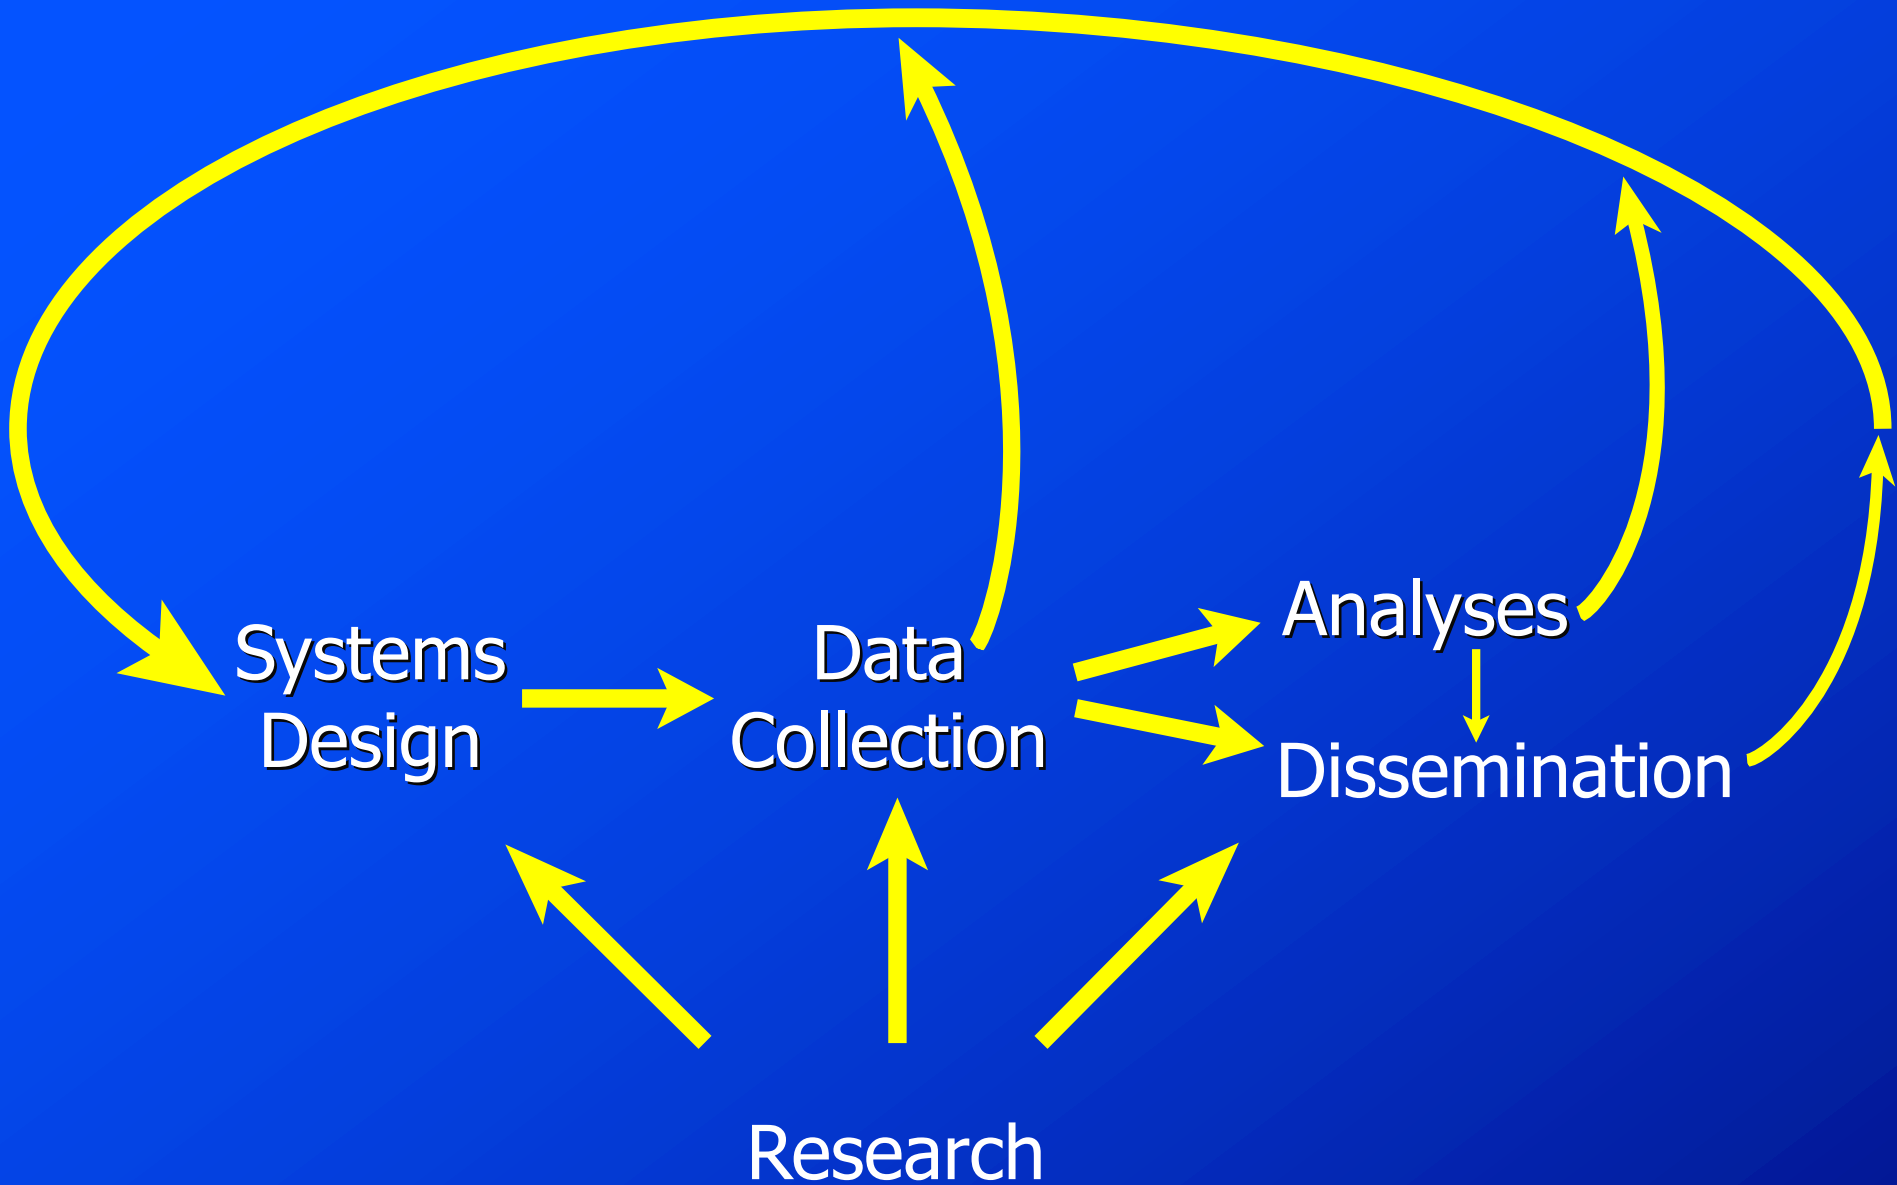 Systems
Design
Data
Collection
Analyses
Dissemination
Research